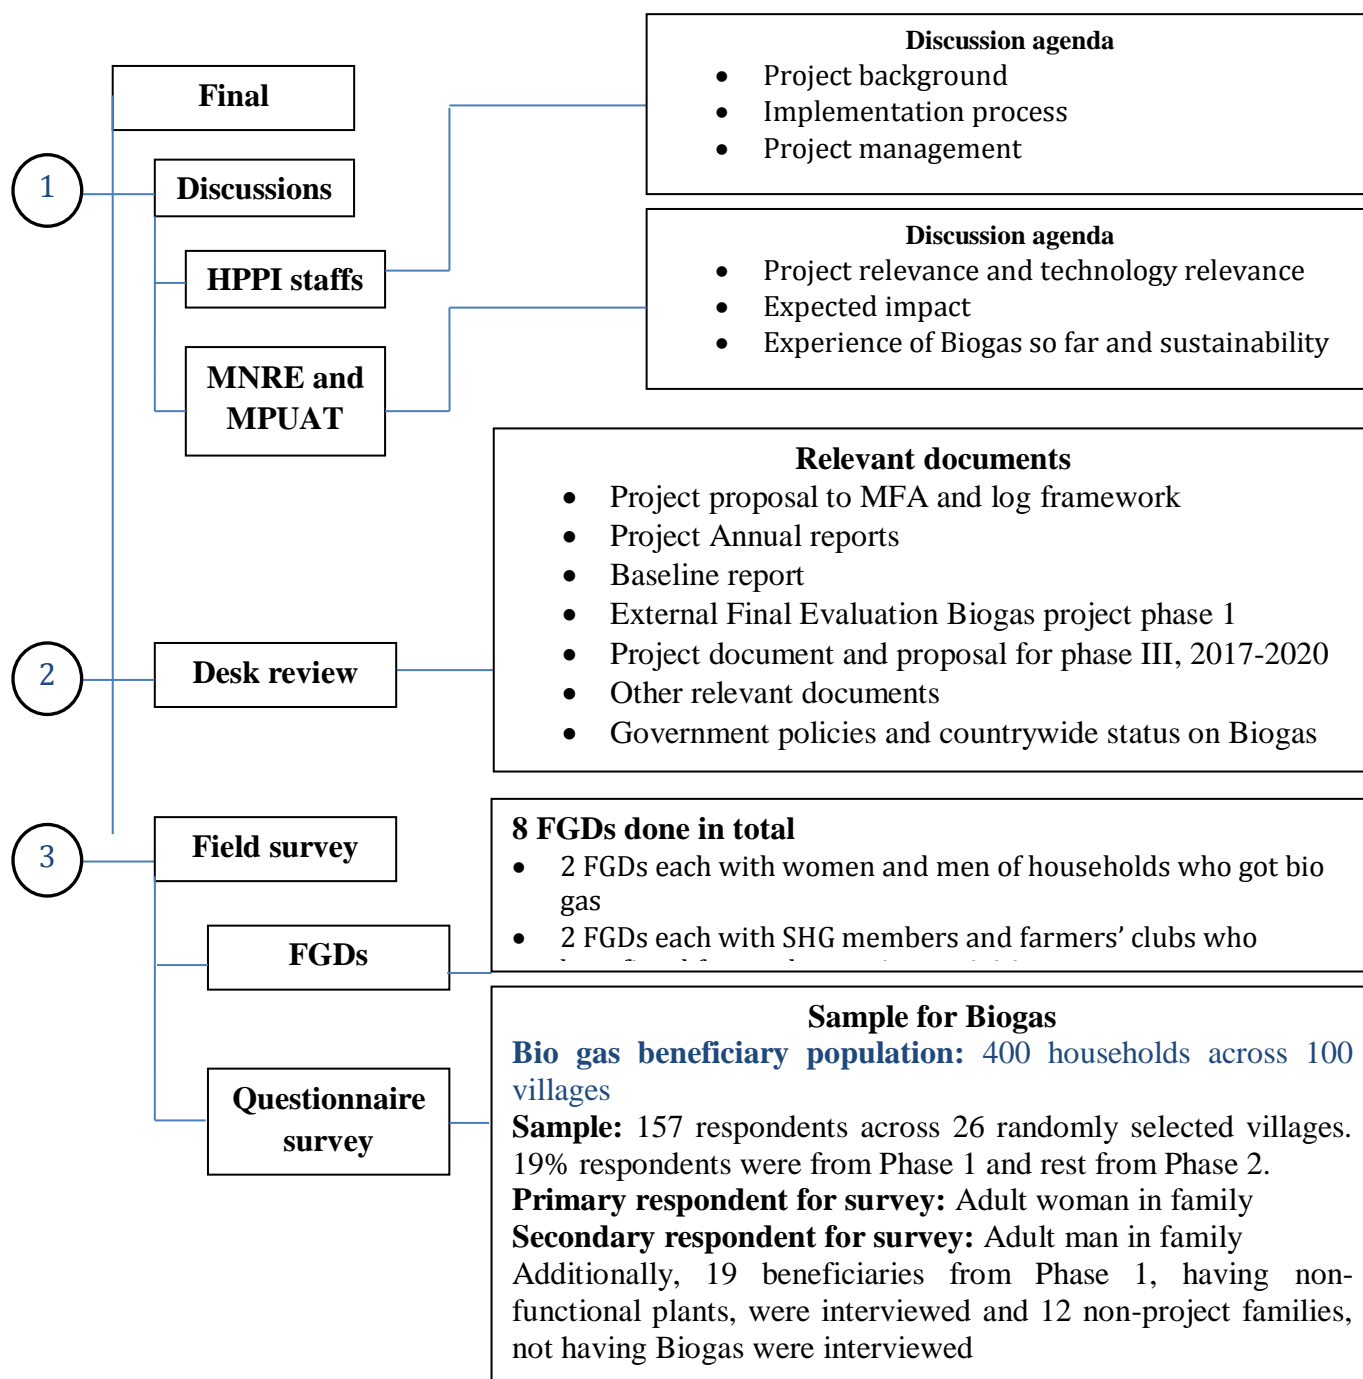 Final
1
Discussions
HPPI staffs
MNRE and
MPUAT
Discussion agenda
• Project background
• Implementation process
• Project management
Discussion agenda
• Project relevance and technology relevance
• Expected impact
• Experience of Biogas so far and sustainability
2
Desk review
Relevant documents
• Project proposal to MFA and log framework
• Project Annual reports
• Baseline report
• External Final Evaluation Biogas project phase 1
• Project document and proposal for phase III, 2017-2020
• Other relevant documents
• Government policies and countrywide status on Biogas
3
Field survey
FGDs
8 FGDs done in total
• 2 FGDs each with women and men of households who got bio
gas
• 2 FGDs each with SHG members and farmers’ clubs who
Questionnaire
survey
Sample for Biogas
Bio gas beneficiary population: 400 households across 100
villages
Sample: 157 respondents across 26 randomly selected villages.
19% respondents were from Phase 1 and rest from Phase 2.
Primary respondent for survey: Adult woman in family
Secondary respondent for survey: Adult man in family
Additionally, 19 beneficiaries from Phase 1, having non-
functional plants, were interviewed and 12 non-project families,
not having Biogas were interviewed